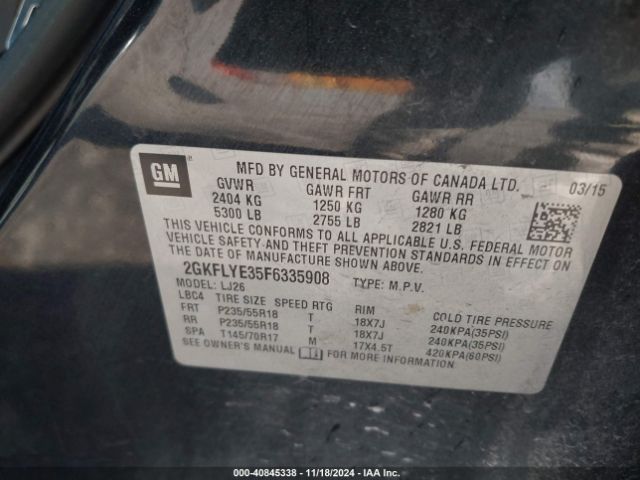 GM
MFD BY GENERAL MOTORS OF CANADA LTD. 03/15
GVWR GAWR FRT GAWR RR
2404 KG 1250 KG 1280 KG
5300 LB 2755 LB 2821 LB
THIS VEHICLE CONFORMS TO ALL APPLICABLE U.S. FEDERAL MOTOR
VEHICLE SAFETY AND THEFT PREVENTION STANDARDS IN EFFECT ON
THE DATE OF MANUFACTURE SHOWN ABOVE.
2GKFLYE35F6335908 TYPE: M.P.V.
MODEL: LJ26
LBC4 TIRE SIZE SPEED RTG RIM COLD TIRE PRESSURE
FRT P235/55R18 T 18X7J 240KPA(35PSI)
RR P235/55R18 T 18X7J 240KPA(35PSI)
SPA T145/70R17 M 17X4.5T 420KPA(60PSI)
SEE OWNER'S MANUAL FOR MORE INFORMATION.
000-40845338 - 11/18/2024 - IAA Inc.